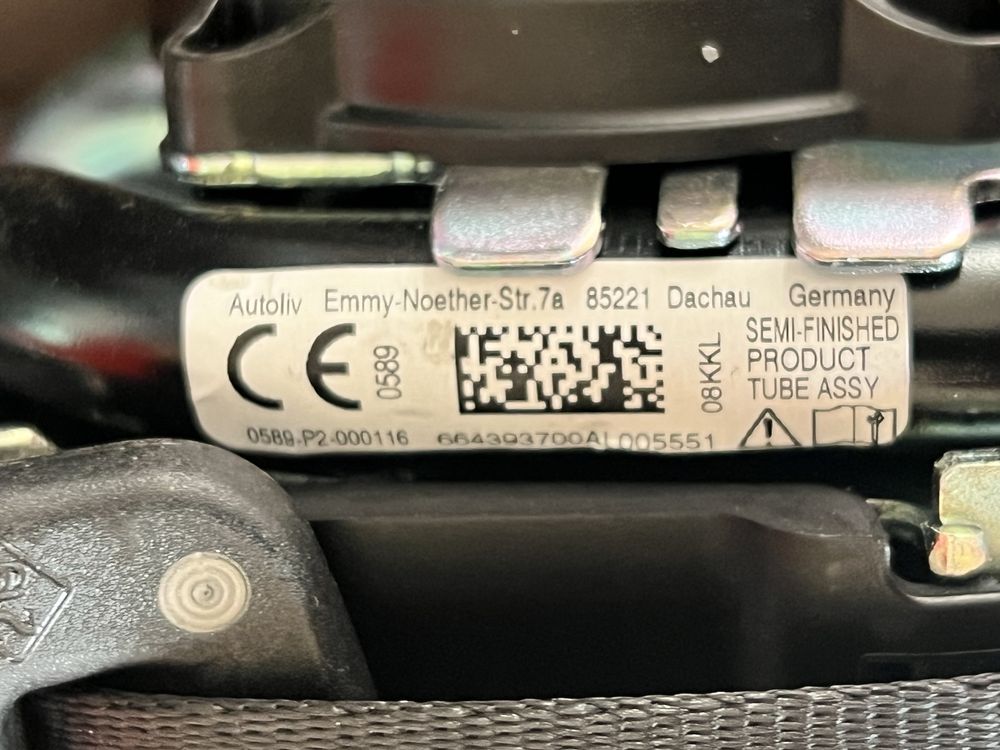 Autoliv Emmy-Noether-Str.7a 85221 Dachau Germany
CE
0589
08KKL
SEMI-FINISHED
PRODUCT
TUBE ASSY
0589-P2-000116
664393700AL005551